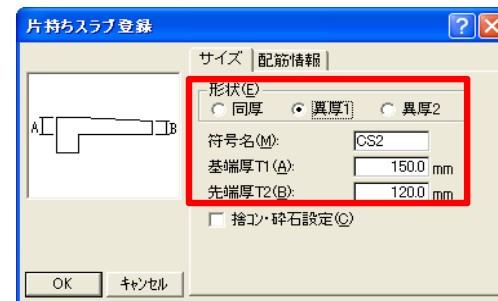 片持ちスラブ登録
サイズ 配筋情報
形状(E)
同厚 異厚1 異厚2
A B
符号名(M): CS2
基端厚T1(A): 150.0 mm
先端厚T2(B): 120.0 mm
捨コン・砕石設定(C)
OK キャンセル